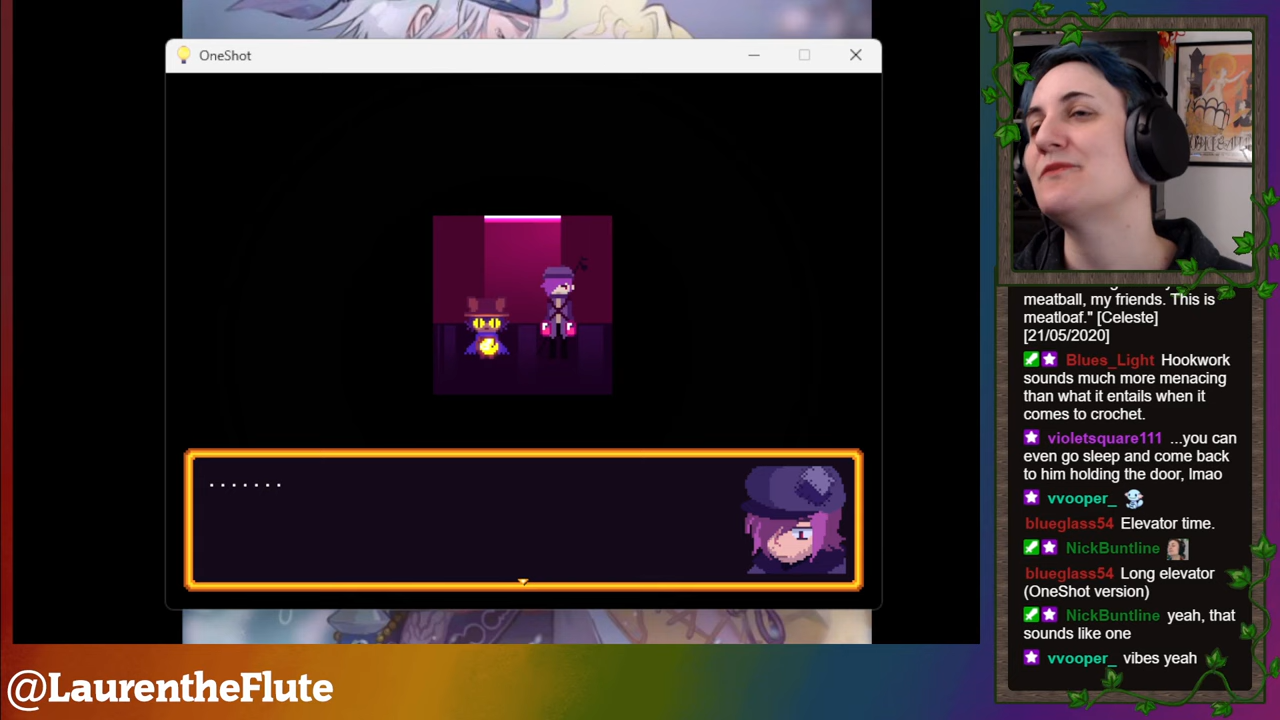 OneShot
.......
meatball, my friends. This is
meatloaf." [Celeste]
[21/05/2020]
Blues_Light Hookwork
sounds much more menacing
than what it entails when it
comes to crochet.
violetsquare111 ...you can
even go sleep and come back
to him holding the door, lmao
vvooper_
blueglass54 Elevator time.
NickBuntline
blueglass54 Long elevator
(OneShot version)
NickBuntline yeah, that
sounds like one
vvooper_ vibes yeah
@LaurentheFlute